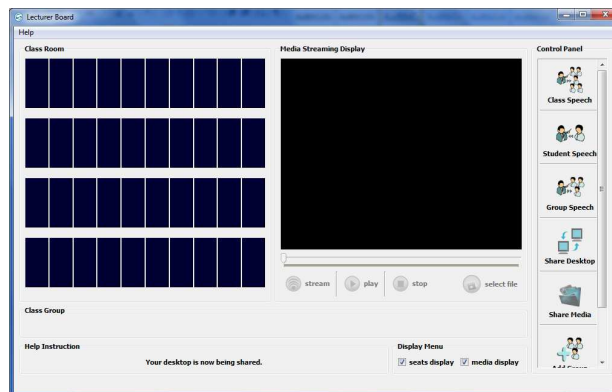 Lecturer Board
Help
Class Room
Media Streaming Display
Control Panel
Class Speech
Student Speech
Group Speech
Share Desktop
Share Media
stream
play
stop
select file
Class Group
Help Instruction
Your desktop is now being shared.
Display Menu
seats display
media display